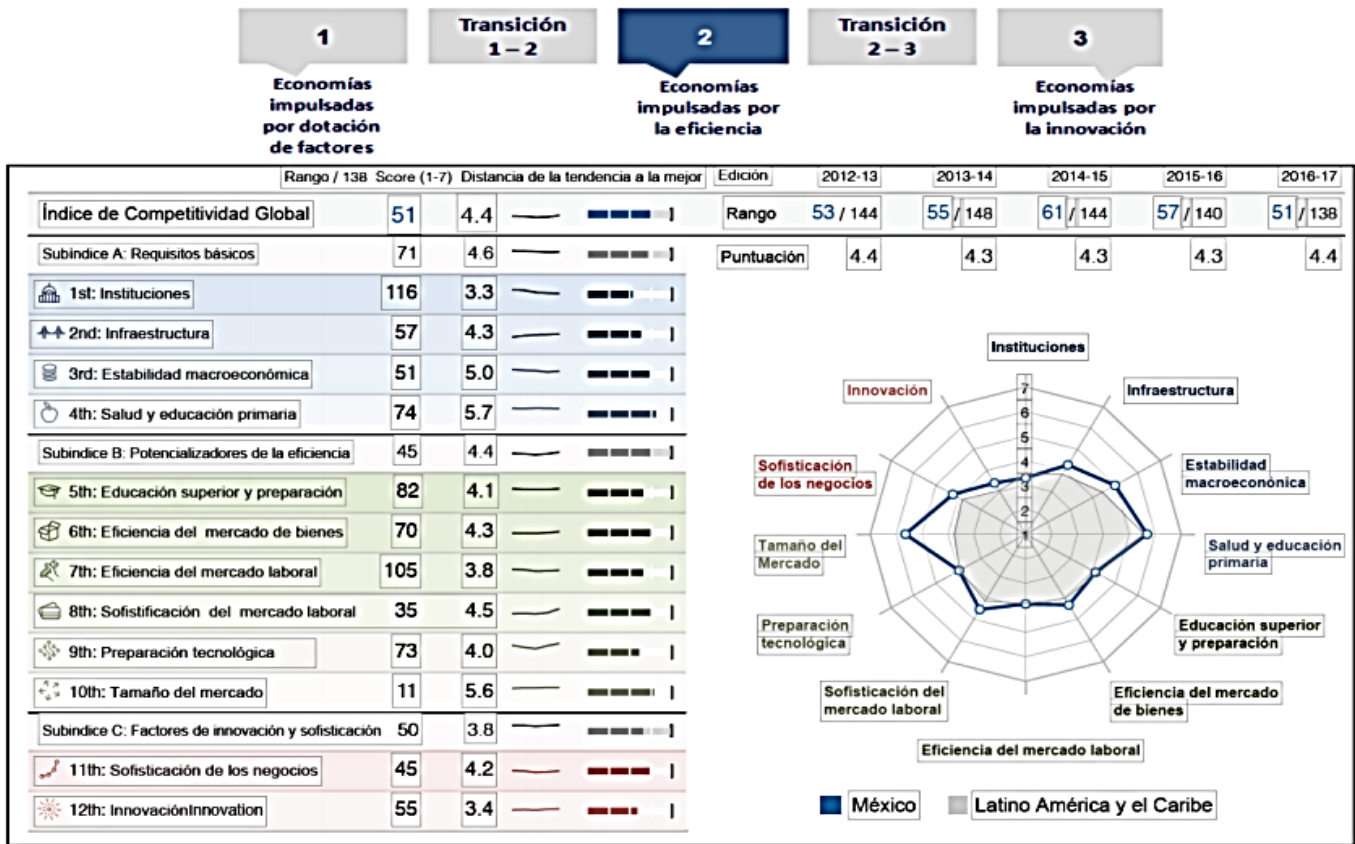 1
Transición
1 – 2
2
Transición
2 – 3
3
Economías
impulsadas
por dotación
de factores
Economías
impulsadas por
la eficiencia
Economías
impulsadas por
la innovación
Rango / 138 Score (1-7) Distancia de la tendencia a la mejor
Índice de Competitividad Global 51 4.4
Subíndice A: Requisitos básicos 71 4.6
1st: Instituciones 116 3.3
2nd: Infraestructura 57 4.3
3rd: Estabilidad macroeconómica 51 5.0
4th: Salud y educación primaria 74 5.7
Subindice B: Potencializadores de la eficiencia 45 4.4
5th: Educación superior y preparación 82 4.1
6th: Eficiencia del mercado de bienes 70 4.3
7th: Eficiencia del mercado laboral 105 3.8
8th: Sofistificación del mercado laboral 35 4.5
9th: Preparación tecnológica 73 4.0
10th: Tamaño del mercado 11 5.6
Subindice C: Factores de innovación y sofisticación 50 3.8
11th: Sofisticación de los negocios 45 4.2
12th: InnovaciónInnovation 55 3.4
Edición 2012-13 2013-14 2014-15 2015-16 2016-17
Rango 53 / 144 55 / 148 61 / 144 57 / 140 51 / 138
Puntuación 4.4 4.3 4.3 4.3 4.4
Instituciones
Infraestructura
Estabilidad
macroeconónica
Salud y educación
primaria
Educación superior
y preparación
Eficiencia del mercado
de bienes
Eficiencia del mercado laboral
Sofisticación del
mercado laboral
Preparación
tecnológica
Tamaño del
Mercado
Sofisticación
de los negocios
Innovación
7
6
5
4
3
2
1
México
Latino América y el Caribe